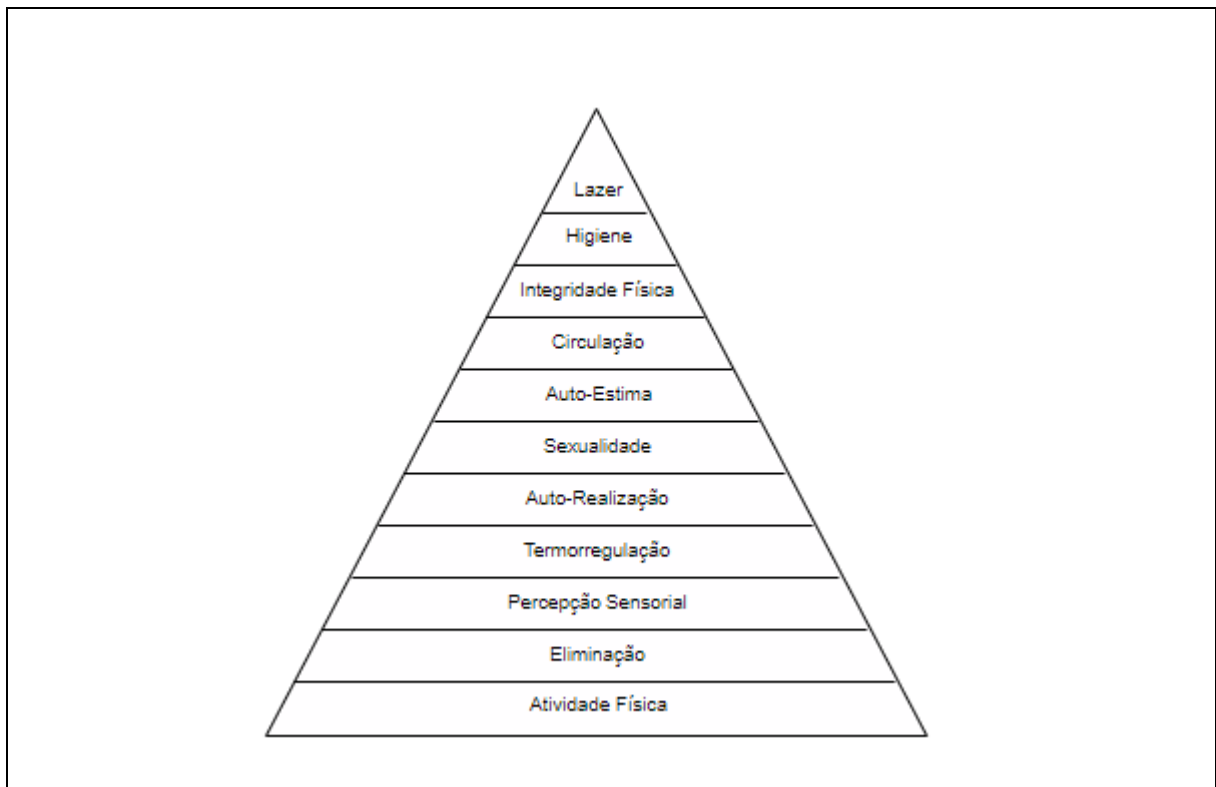 Lazer
Higiene
Integridade Física
Circulação
Auto-Estima
Sexualidade
Auto-Realização
Termorregulação
Percepção Sensorial
Eliminação
Atividade Física